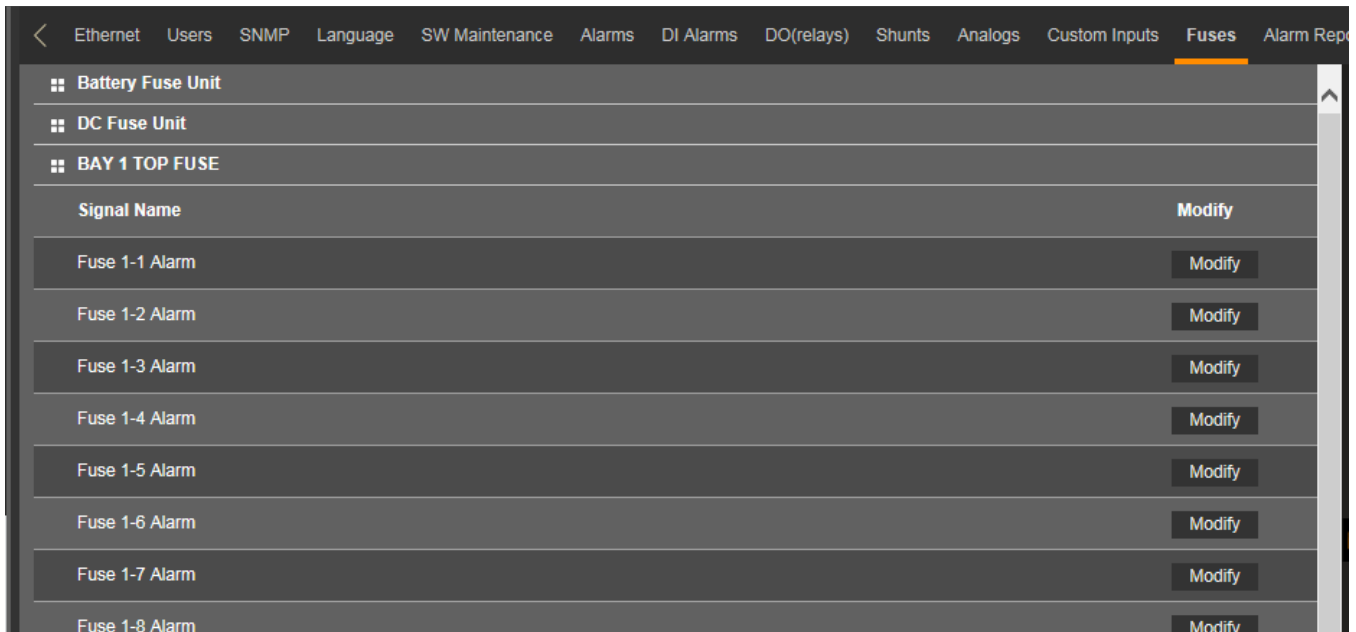 Ethernet Users SNMP Language SW Maintenance Alarms DI Alarms DO(relays) Shunts Analogs Custom Inputs Fuses Alarm Repo
Battery Fuse Unit
DC Fuse Unit
BAY 1 TOP FUSE
Signal Name Modify
Fuse 1-1 Alarm Modify
Fuse 1-2 Alarm Modify
Fuse 1-3 Alarm Modify
Fuse 1-4 Alarm Modify
Fuse 1-5 Alarm Modify
Fuse 1-6 Alarm Modify
Fuse 1-7 Alarm Modify
Fuse 1-8 Alarm Modify